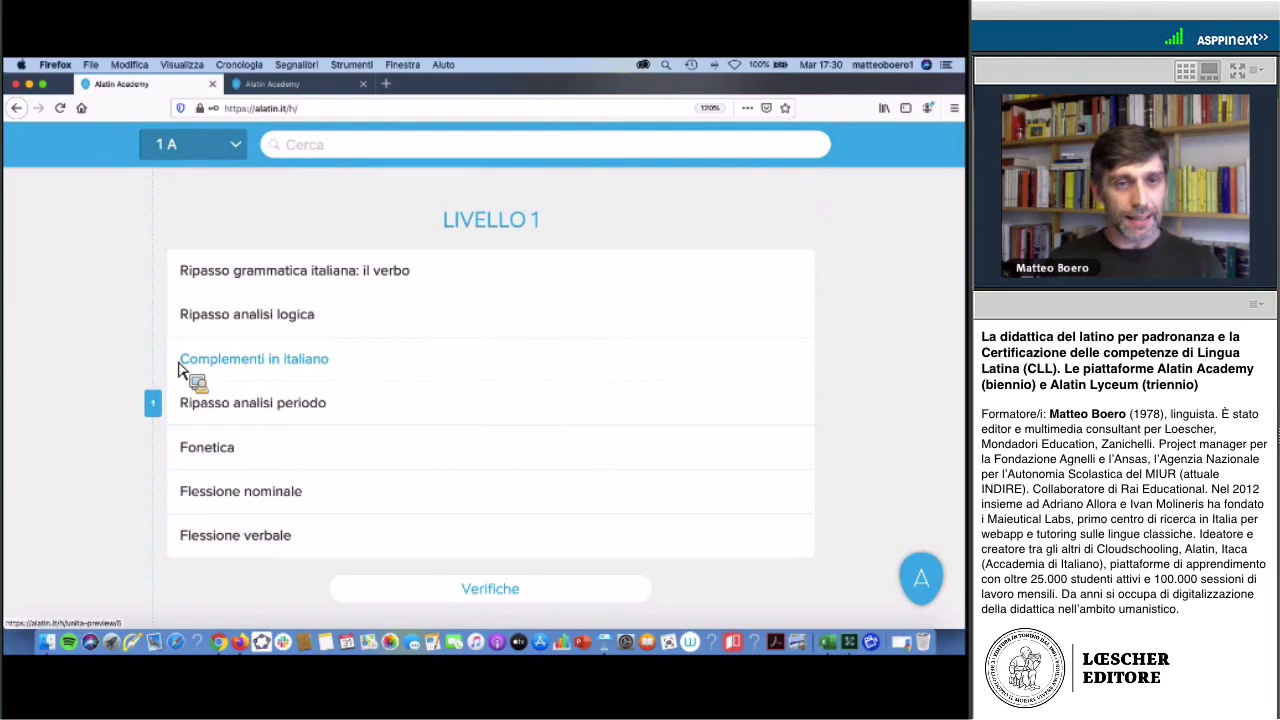 ASPPInext>>
Firefox File Modifica Visualizza Cronologia Segnalibri Strumenti Finestra Aiuto 100% Mar 17:30 matteoboero1
Alatin Academy Alatin Academy
https://alatin.it/h/ 120%
1 A Cerca
LIVELLO 1
Ripasso grammatica italiana: il verbo
Ripasso analisi logica
Complementi in italiano
Ripasso analisi periodo
1
Fonetica
Flessione nominale
Flessione verbale
Verifiche
A
https://alatin.it/h/unita-preview/5
Matteo Boero
La didattica del latino per padronanza e la
Certificazione delle competenze di Lingua
Latina (CLL). Le piattaforme Alatin Academy
(biennio) e Alatin Lyceum (triennio)
Formatore/i: Matteo Boero (1978), linguista. È stato
editor e multimedia consultant per Loescher,
Mondadori Education, Zanichelli. Project manager per
la Fondazione Agnelli e l'Ansas, l'Agenzia Nazionale
per l'Autonomia Scolastica del MIUR (attuale
INDIRE). Collaboratore di Rai Educational. Nel 2012
insieme ad Adriano Allora e Ivan Molineris ha fondato
i Maieutical Labs, primo centro di ricerca in Italia per
webapp e tutoring sulle lingue classiche. Ideatore e
creatore tra gli altri di Cloudschooling, Alatin, Itaca
(Accademia di Italiano), piattaforme di apprendimento
con oltre 25.000 studenti attivi e 100.000 sessioni di
lavoro mensili. Da anni si occupa di digitalizzazione
della didattica nell'ambito umanistico.
LŒSCHER
EDITORE